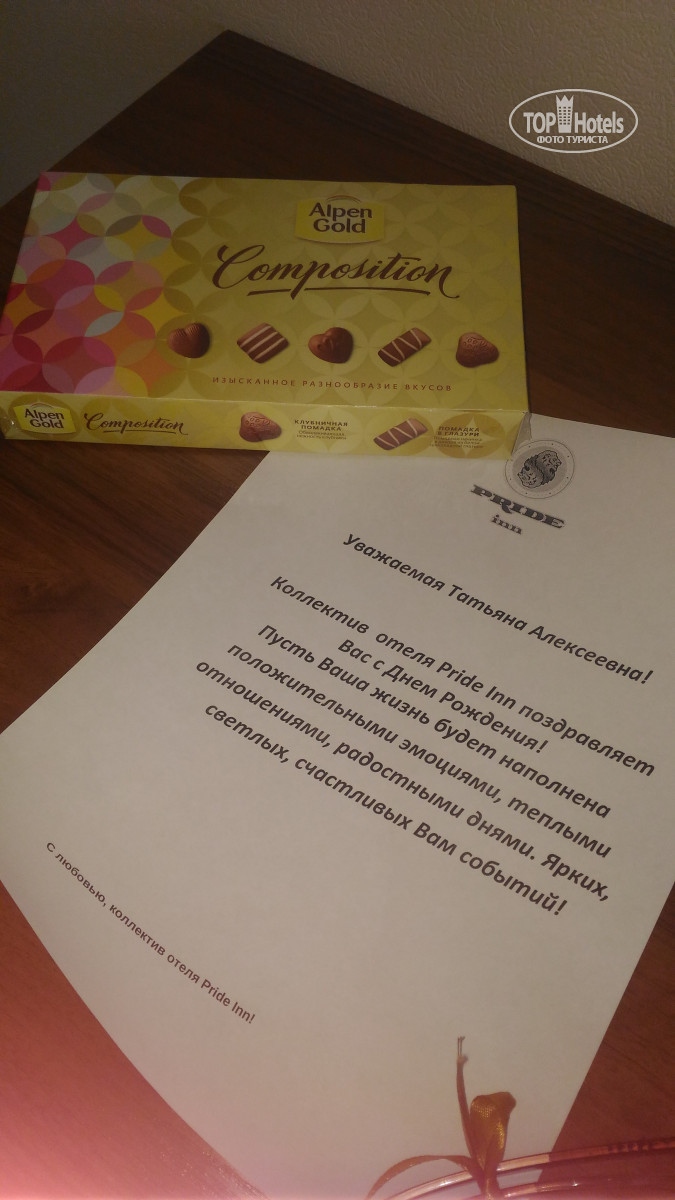 TOP Hotels
ФОТО ТУРИСТА
Alpen
Gold
Composition
ИЗЫСКАННОЕ РАЗНООБРАЗИЕ ВКУСОВ
Alpen
Gold
Composition
КЛУБНИЧНАЯ
ПОМАДКА
ПОМАДКА
В ГЛАЗУРИ
PRIDE
inn
Уважаемая Татьяна Алексеевна!
Коллектив отеля Pride Inn поздравляет
Вас с Днем Рождения!
Пусть Ваша жизнь будет наполнена
положительными эмоциями, теплыми
отношениями, радостными днями. Ярких,
светлых, счастливых Вам событий!
С любовью, коллектив отеля Pride Inn!